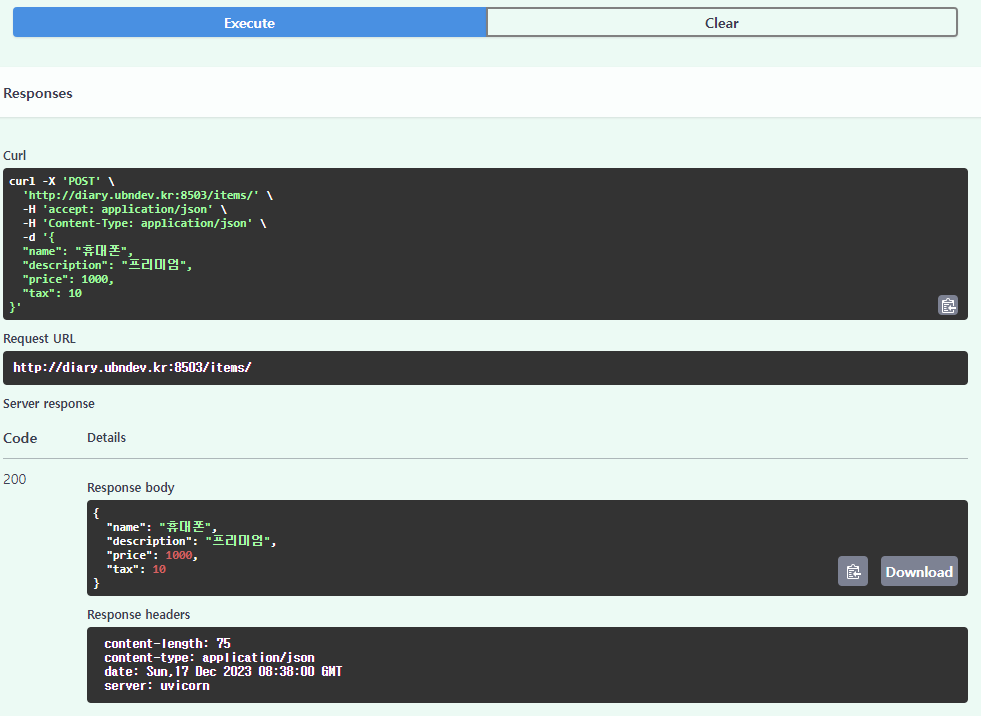 Execute
Clear
Responses
Curl
curl -X 'POST' \
  'http://diary.ubndev.kr:8503/items/' \
  -H 'accept: application/json' \
  -H 'Content-Type: application/json' \
  -d '{
  "name": "휴대폰",
  "description": "프리미엄",
  "price": 1000,
  "tax": 10
}'
Request URL
http://diary.ubndev.kr:8503/items/
Server response
Code Details
200
Response body
{
  "name": "휴대폰",
  "description": "프리미엄",
  "price": 1000,
  "tax": 10
}
Download
Response headers
content-length: 75
content-type: application/json
date: Sun,17 Dec 2023 08:38:00 GMT
server: uvicorn